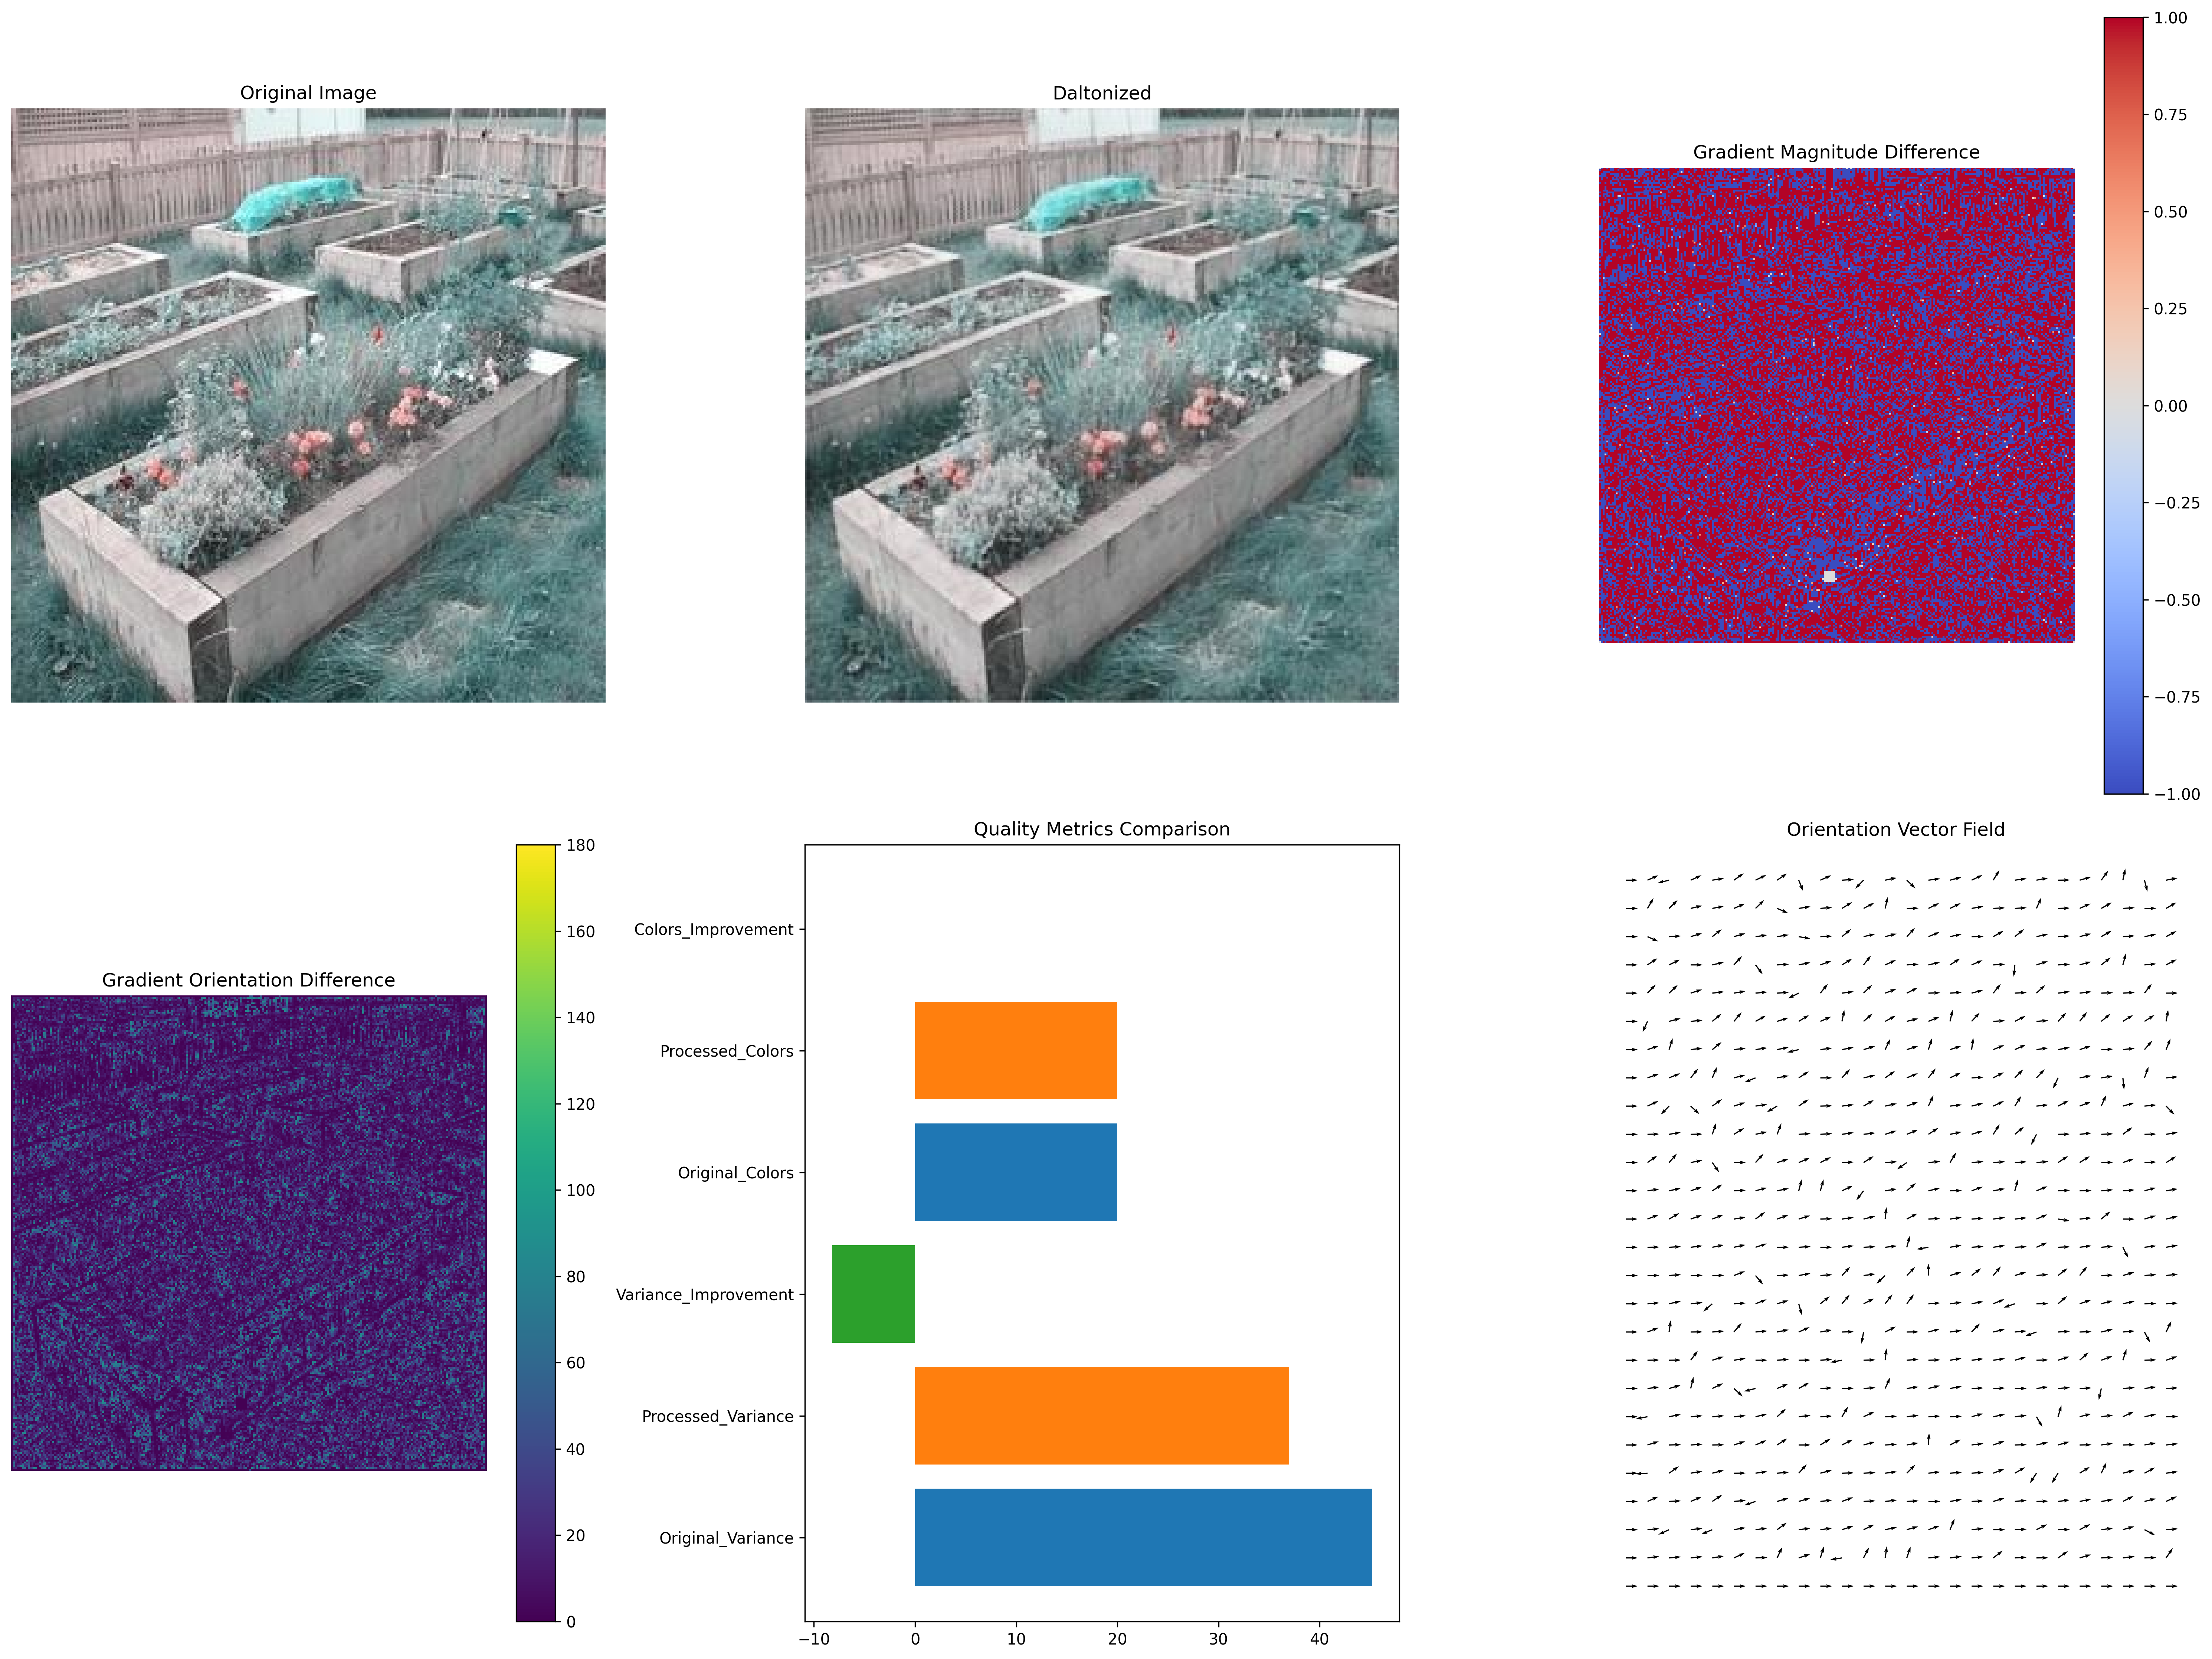 Original Image
Daltonized
Gradient Magnitude Difference
1.00
0.75
0.50
0.25
0.00
−0.25
−0.50
−0.75
−1.00
Gradient Orientation Difference
180
160
140
120
100
80
60
40
20
0
Quality Metrics Comparison
Colors_Improvement
Processed_Colors
Original_Colors
Variance_Improvement
Processed_Variance
Original_Variance
−10 0 10 20 30 40
Orientation Vector Field